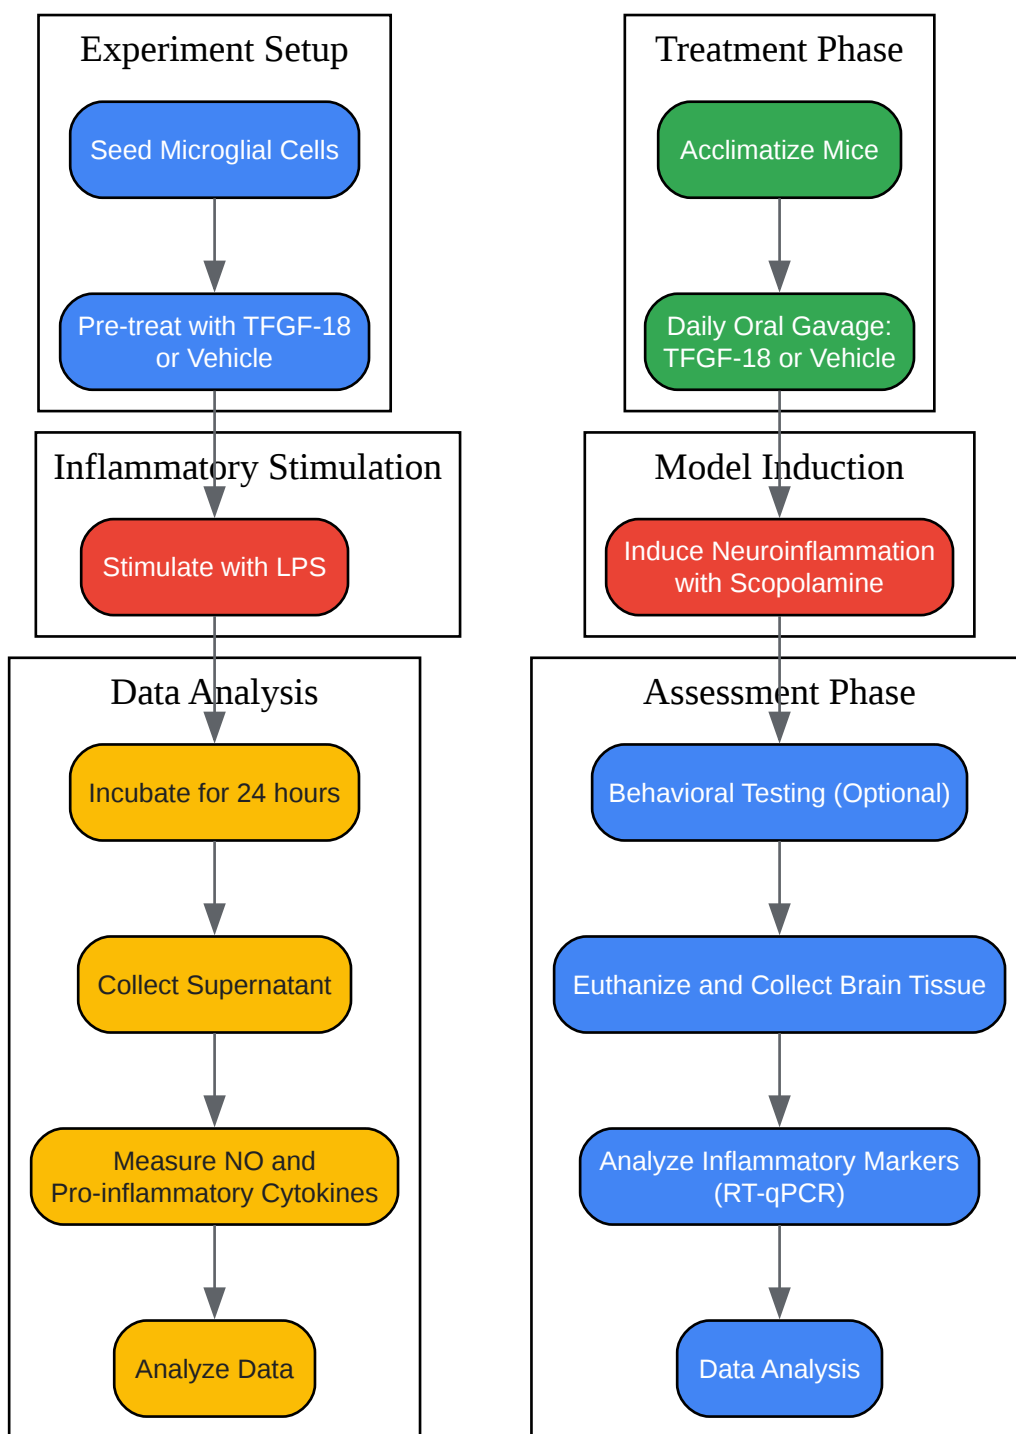 Experiment Setup
Seed Microglial Cells
Pre-treat with TFGF-18
or Vehicle
Inflammatory Stimulation
Stimulate with LPS
Data Analysis
Incubate for 24 hours
Collect Supernatant
Measure NO and
Pro-inflammatory Cytokines
Analyze Data
Treatment Phase
Acclimatize Mice
Daily Oral Gavage:
TFGF-18 or Vehicle
Model Induction
Induce Neuroinflammation
with Scopolamine
Assessment Phase
Behavioral Testing (Optional)
Euthanize and Collect Brain Tissue
Analyze Inflammatory Markers
(RT-qPCR)
Data Analysis